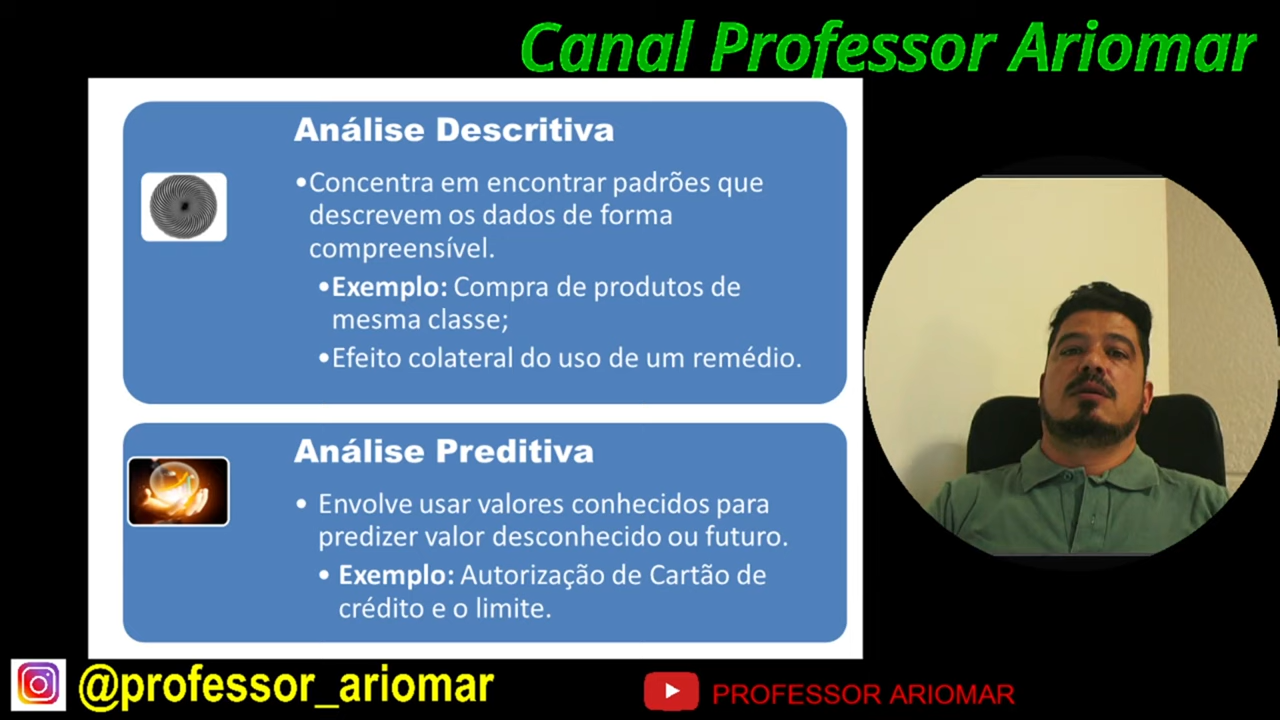 Canal Professor Ariomar
Análise Descritiva
•Concentra em encontrar padrões que
descrevem os dados de forma
compreensível.
•Exemplo: Compra de produtos de
mesma classe;
•Efeito colateral do uso de um remédio.
Análise Preditiva
• Envolve usar valores conhecidos para
predizer valor desconhecido ou futuro.
• Exemplo: Autorização de Cartão de
crédito e o limite.
@professor_ariomar
PROFESSOR ARIOMAR